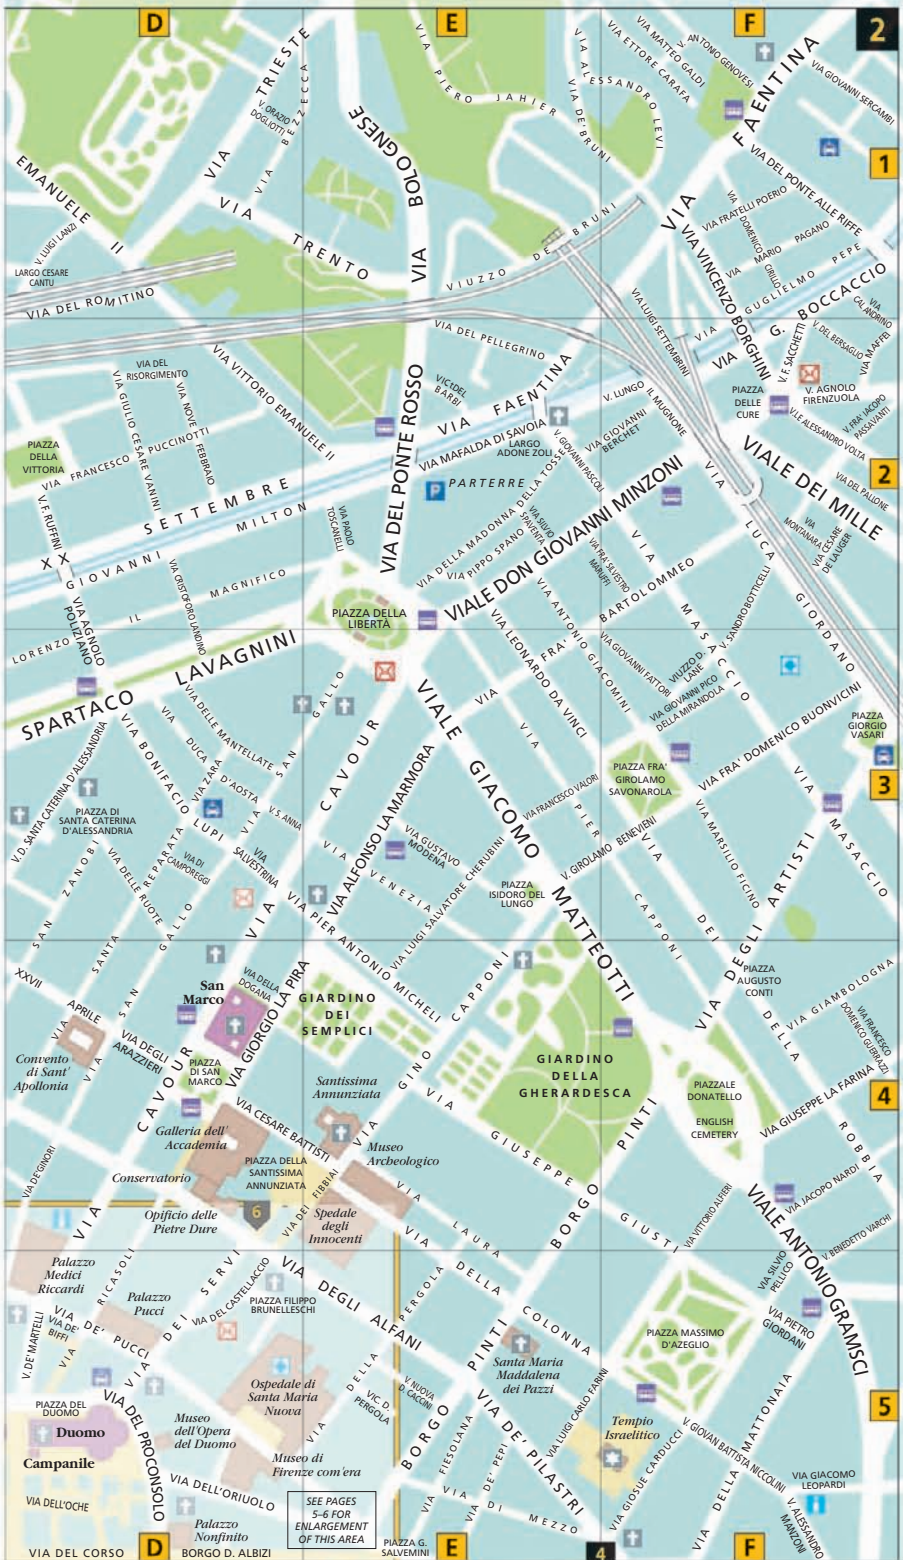 D
E
F
2
1
2
3
4
5
D
E
4
F
6
P
EMANUELE II
V. LUIGI LANZI
LARGO CESARE
CANTU
VIA DEL ROMITINO
VIA TRIESTE
V. ORAZIO
DOGLIOTTI
VIA BEZZECCA
VIA TRENTO
VIA BOLOGNESE
VIA PIERO JAHIER
VIA ALESSANDRO LEVI
VIA DE' BRUNI
VIUZZO DE' BRUNI
VIA ETTORE CARAFA
VIA MATTEO GALDI
V. ANTONIO GENOVESI
VIA FAENTINA
VIA GIOVANNI SERCAMBI
VIA DEL PONTE ALLE RIFFE
VIA FRATELLI POERIO
VIA DOMENICO CIRILLO
VIA MARIO PAGANO
VIA GUGLIELMO PEPE
VIA G. BOCCACCIO
VIA VINCENZO BORGHINI
VIA LUIGI SETTEMBRINI
VIA
CALANDRINO
V. DEL BERSAGLIO
VIA MAFFEI
V. F. SACCHETTI
V. AGNOLO
FIRENZUOLA
V. FRA' IACOPO
PASSAVANTI
V.LE ALESSANDRO VOLTA
VIA DEL PALLONE
PIAZZA
DELLE
CURE
VIALE DEI MILLE
VIA
MONTANARA
VIA CESARE
DE LAUGER
VIA DEL
RISORGIMENTO
VIA GIULIO CESARE VANINI
VIA NOVE FEBBRAIO
VIA FRANCESCO PUCCINOTTI
VIA VITTORIO EMANUELE II
PIAZZA
DELLA
VITTORIA
V. F. RUFFINI
XX SETTEMBRE
GIOVANNI MILTON
VIA PAOLO
TOSCANELLI
VIA CRISTOFORO LANDINO
LORENZO IL MAGNIFICO
VIA AGNOLO
POLIZIANO
SPARTACO LAVAGNINI
VIA DEL PONTE ROSSO
VIA DEL PELLEGRINO
VIC. DEL
BARBI
VIA FAENTINA
VIA MAFALDA DI SAVOIA
LARGO
ADONE ZOLI
PARTERRE
V. LUNGO IL MUGNONE
VIA GIOVANNI
BERCHET
V. GIOVANNI PASCOLI
VIA DELLA MADONNA DELLA TOSSE
VIA PIPPO SPANO
VIA SILVIO
SPAVENTA
VIA FRA' SILVESTRO
MARUFFI
VIALE DON GIOVANNI MINZONI
PIAZZA DELLA
LIBERTÀ
VIA LEONARDO DA VINCI
VIA ANTONIO GIACOMINI
VIA FRA' BARTOLOMMEO
VIA MASACCIO
VIA LUCA GIORDANO
V. SANDRO BOTTICELLI
VIA GIOVANNI FATTORI
VIUZZO D.
LANE
VIA GIOVANNI PICO
DELLA MIRANDOLA
VIA FRA' DOMENICO BUONVICINI
PIAZZA
GIORGIO
VASARI
PIAZZA FRA'
GIROLAMO
SAVONAROLA
VIA MARSILIO FICINO
VIA MASACCIO
VIA DEGLI ARTISTI
VIALE GIACOMO MATTEOTTI
VIA FRANCESCO VALORI
V. GIROLAMO BENEVIENI
VIA PIER CAPPONI
VIA DEI DELLA ROBBIA
PIAZZA
ISIDORO DEL
LUNGO
V.D. SANTA CATERINA D'ALESSANDRIA
PIAZZA DI
SANTA CATERINA
D'ALESSANDRIA
VIA BONIFACIO LUPI
VIA DELLE MANTELLATE
VIA DUCA D'AOSTA
VIA ZARA
V. S. ANNA
VIA SAN GALLO
VIA CAVOUR
VIA
SALVESTRINA
VIA DI
CAMPOREGGI
VIA DELLE RUOTE
SANTA REPARATA
SAN ZANOBI
VIA ALFONSO LA MARMORA
VIA VENEZIA
VIA GUSTAVO
MODENA
VIA LUIGI SALVATORE CHERUBINI
VIA PIER ANTONIO MICHELI
GINO CAPPONI
XXVII APRILE
VIA DEGLI
ARAZZIERI
Convento
di Sant'
Apollonia
San
Marco
VIA DELLA
DOGANA
VIA GIORGIO LA PIRA
GIARDINO
DEI
SEMPLICI
PIAZZA
DI SAN
MARCO
Galleria dell'
Accademia
Conservatorio
Opificio delle
Pietre Dure
VIA CESARE BATTISTI
Santissima
Annunziata
Museo
Archeologico
PIAZZA DELLA
SANTISSIMA
ANNUNZIATA
VIA DEI FIBBIAI
Spedale
degli
Innocenti
GIARDINO
DELLA
GHERARDESCA
VIA GIUSEPPE GIUSTI
BORGO PINTI
PIAZZA
AUGUSTO
CONTI
VIA GIAMBOLOGNA
VIA FRANCESCO
DOMENICO GUERRAZZI
VIA GIUSEPPE LA FARINA
PIAZZALE
DONATELLO
ENGLISH
CEMETERY
VIA JACOPO NARDI
V. BENEDETTO VARCHI
VIA VITTORIO ALFIERI
VIALE ANTONIO GRAMSCI
VIA SILVIO
PELLICO
VIA PIETRO
GIORDANI
PIAZZA MASSIMO
D'AZEGLIO
VIA DE' GINORI
VIA CAVOUR
Palazzo
Medici
Riccardi
V. DE' MARTELLI
VIA DE' PUCCI
VIA DE'
BIFFI
VIA RICASOLI
Palazzo
Pucci
VIA DEI SERVI
VIA DEL CASTELLACCIO
PIAZZA FILIPPO
BRUNELLESCHI
VIA DEGLI ALFANI
VIA LAURA
VIA DELLA COLONNA
VIA DELLA PERGOLA
VIC. D.
PERGOLA
V. NUOVA
D. CACCINI
BORGO PINTI
Santa Maria
Maddalena
dei Pazzi
Ospedale di
Santa Maria
Nuova
Museo
dell'Opera
del Duomo
Museo di
Firenze com'era
PIAZZA DEL
DUOMO
Duomo
Campanile
VIA DELL'OCHE
VIA DEL CORSO
VIA DEL PROCONSOLO
VIA DELL'ORIUOLO
Palazzo
Nonfinito
BORGO D. ALBIZI
SEE PAGES
5–6 FOR
ENLARGEMENT
OF THIS AREA
PIAZZA G.
SALVEMINI
VIA FIESOLANA
VIA DE' PEPI
VIA DI MEZZO
VIA DE' PILASTRI
VIA LUIGI CARLO FARINI
Tempio
Israelitico
VIA GIOSUE CARDUCCI
V. GIOVAN BATTISTA NICCOLINI
VIA DELLA MATTONAIA
VIA GIACOMO
LEOPARDI
V. ALESSANDRO
MANZONI